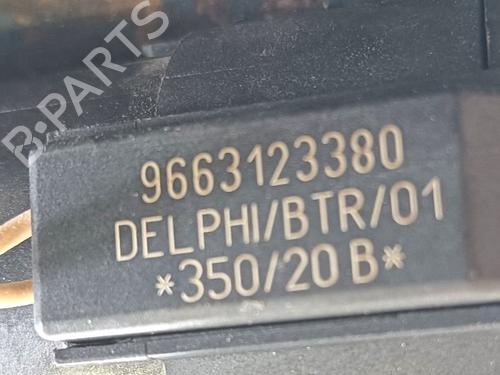 B-PARTS
9663123380
DELPHI/BTR/01
*350/20 B*